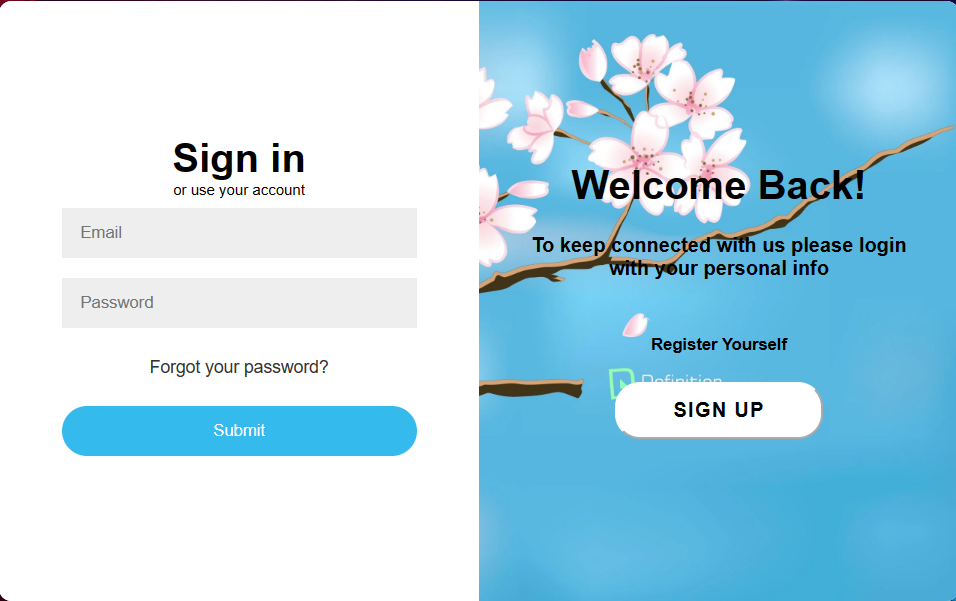 Sign in
or use your account
Email
Password
Forgot your password?
Submit
Welcome Back!
To keep connected with us please login
with your personal info
Register Yourself
Definition
SIGN UP